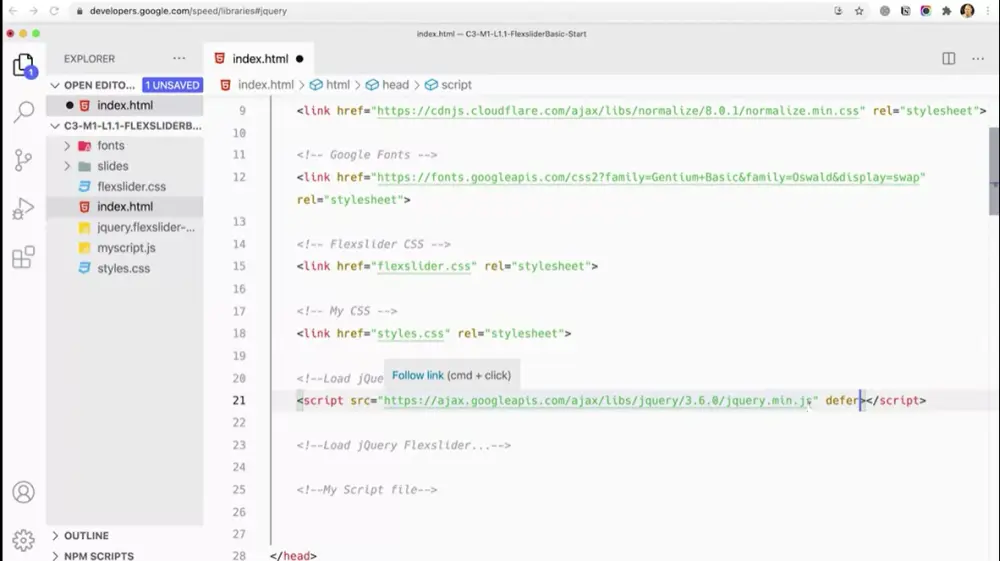 developers.google.com/speed/libraries#jquery
index.html — C3-M1-L1.1-FlexsliderBasic-Start
EXPLORER ···
index.html ●
···
OPEN EDITO... 1 UNSAVED
index.html > html > head > script
● index.html
C3-M1-L1.1-FLEXSLIDERB...
fonts
slides
flexslider.css
index.html
jquery.flexslider-...
myscript.js
styles.css
OUTLINE
NPM SCRIPTS
1
9 <link href="https://cdnjs.cloudflare.com/ajax/libs/normalize/8.0.1/normalize.min.css" rel="stylesheet">
10
11 <!-- Google Fonts -->
12 <link href="https://fonts.googleapis.com/css2?family=Gentium+Basic&family=Oswald&display=swap"
rel="stylesheet">
13
14 <!-- Flexslider CSS -->
15 <link href="flexslider.css" rel="stylesheet">
16
17 <!-- My CSS -->
18 <link href="styles.css" rel="stylesheet">
19
20 <!--Load jQue
Follow link (cmd + click)
21 <script src="https://ajax.googleapis.com/ajax/libs/jquery/3.6.0/jquery.min.js" defer></script>
22
23 <!--Load jQuery Flexslider...-->
24
25 <!--My Script file-->
26
27
28 </head>